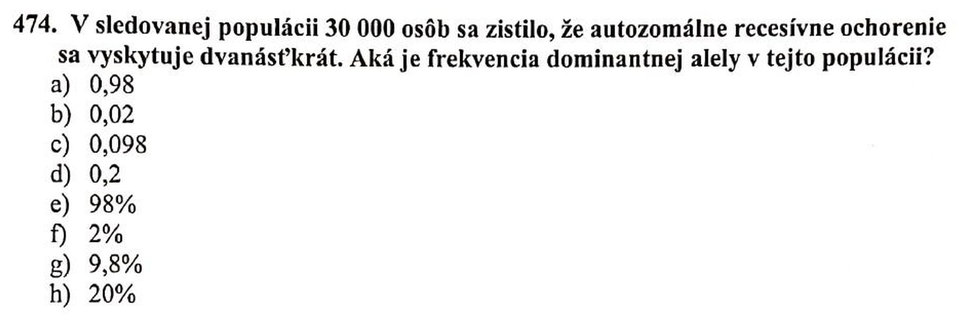 474. V sledovanej populácii 30 000 osôb sa zistilo, že autozomálne recesívne ochorenie
sa vyskytuje dvanásťkrát. Aká je frekvencia dominantnej alely v tejto populácii?
a) 0,98
b) 0,02
c) 0,098
d) 0,2
e) 98%
f) 2%
g) 9,8%
h) 20%